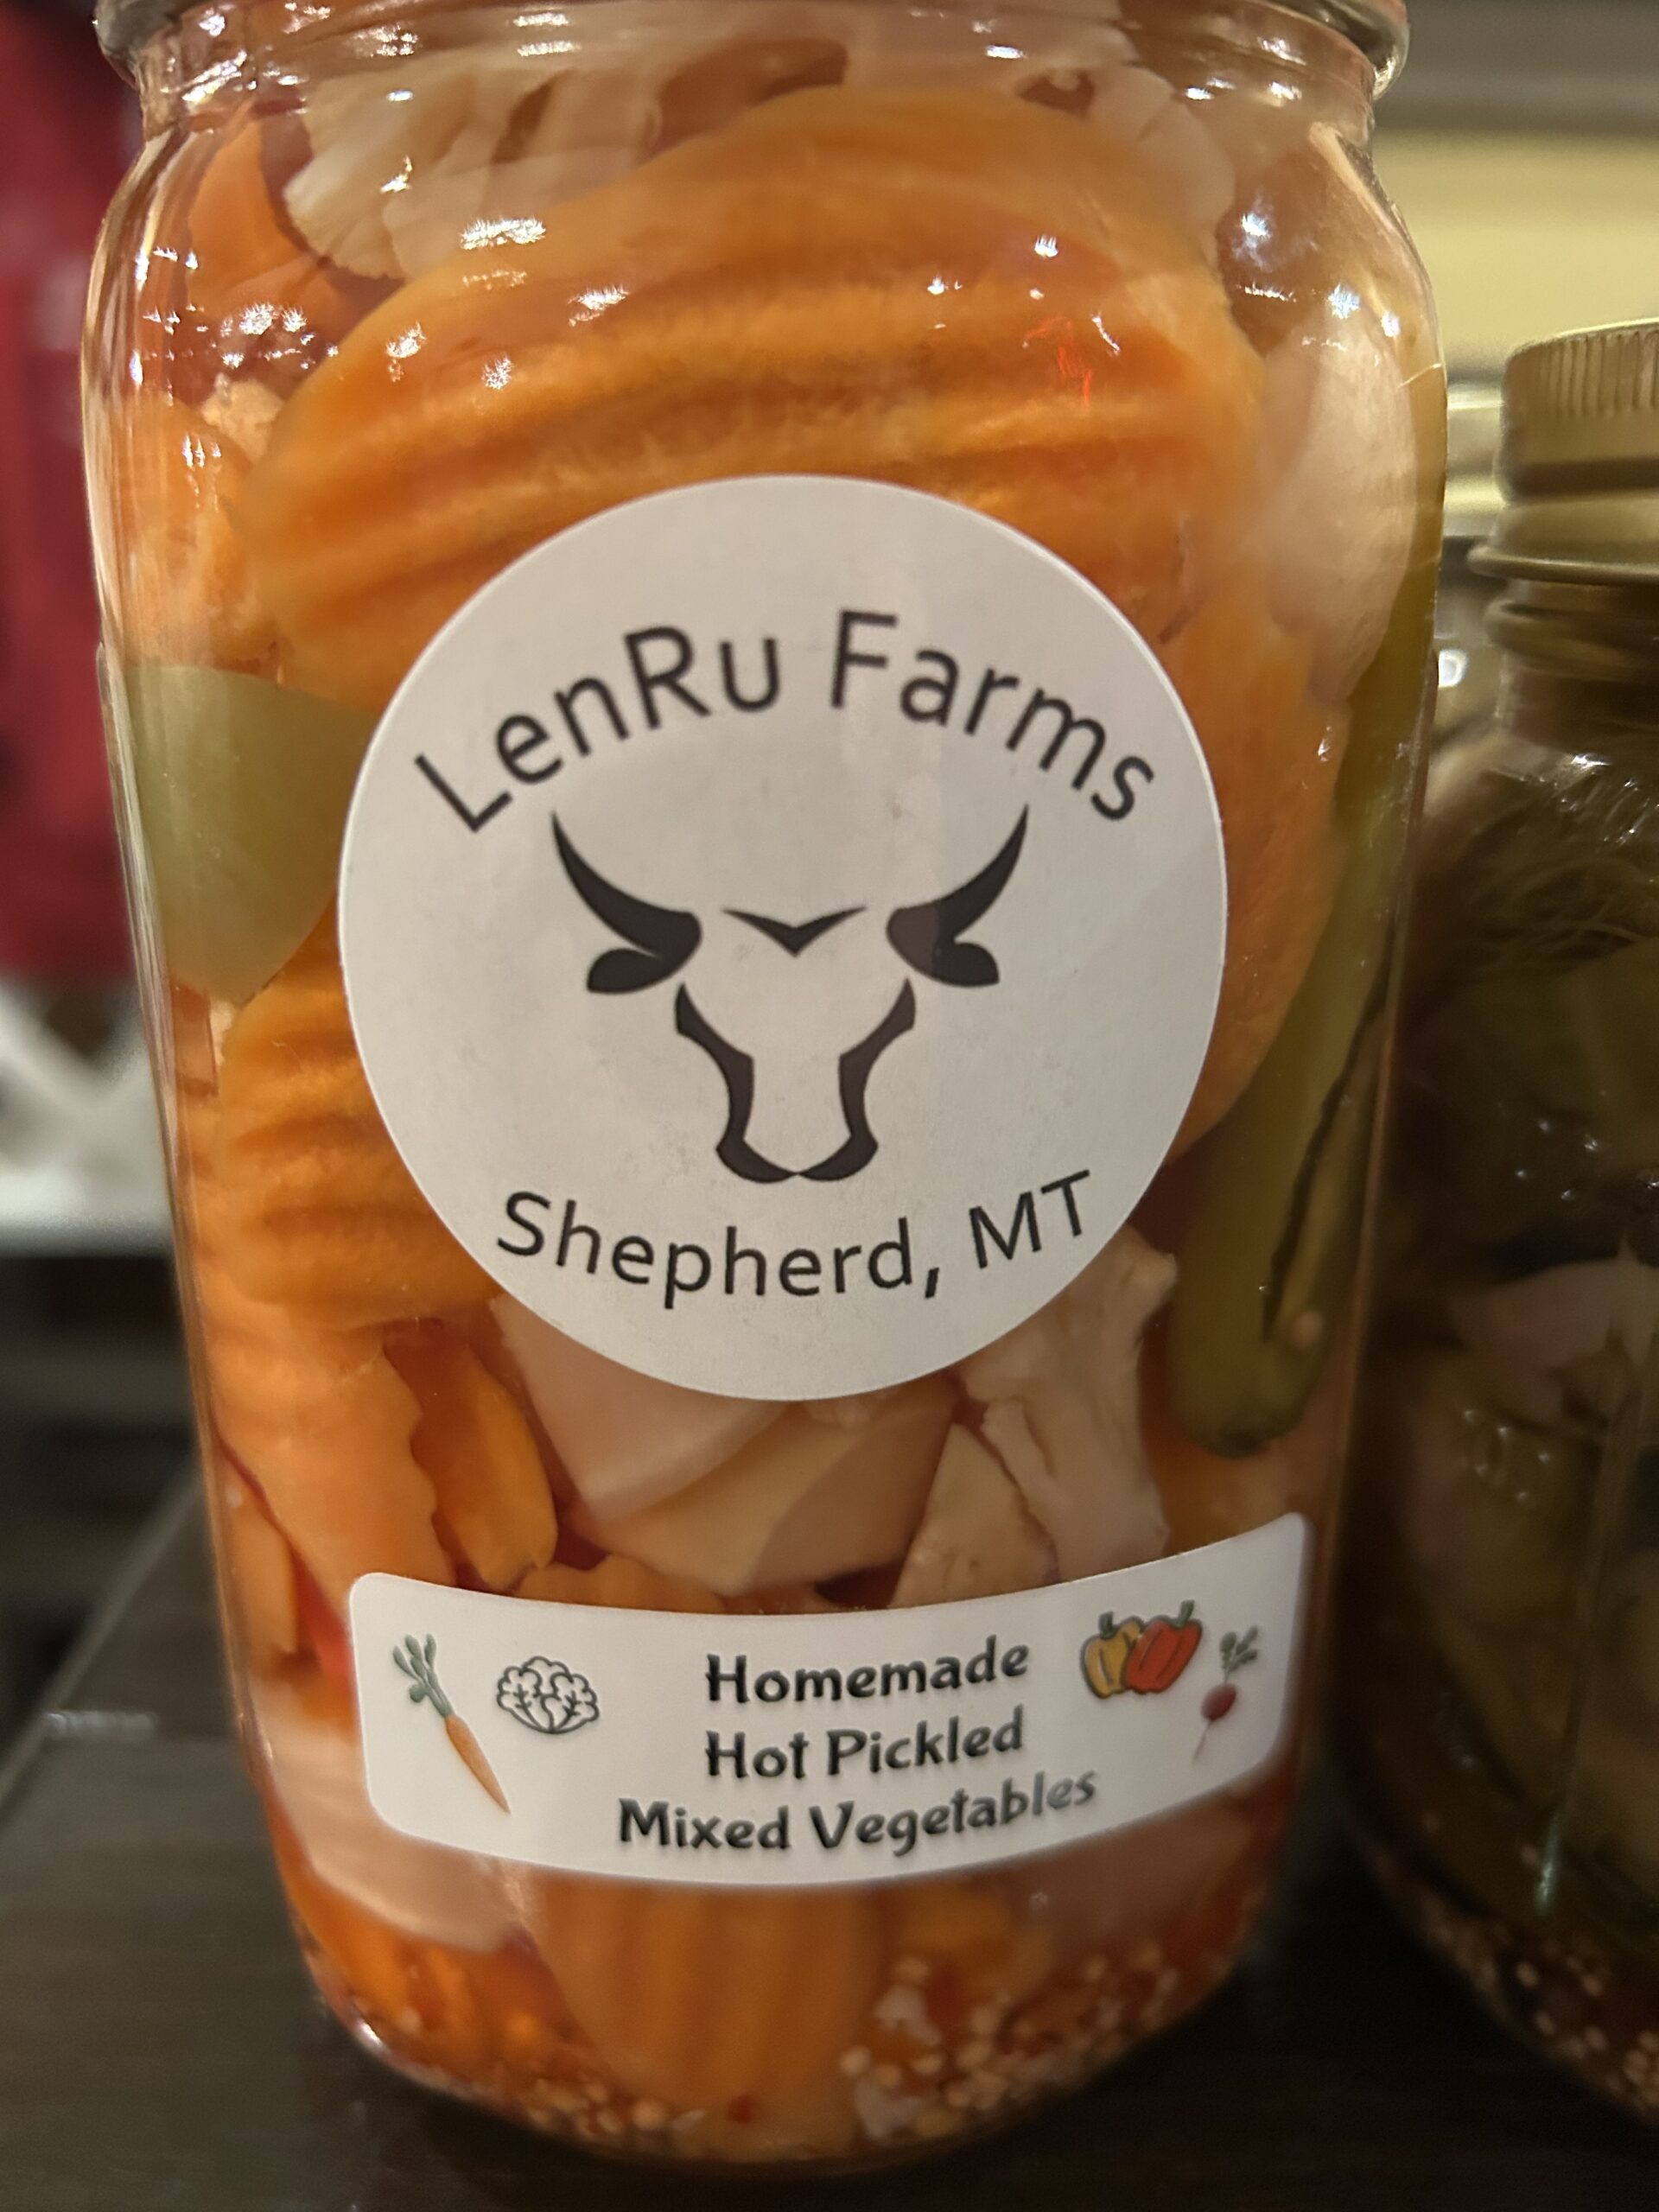 LenRu Farms
Shepherd, MT
Homemade
Hot Pickled
Mixed Vegetables